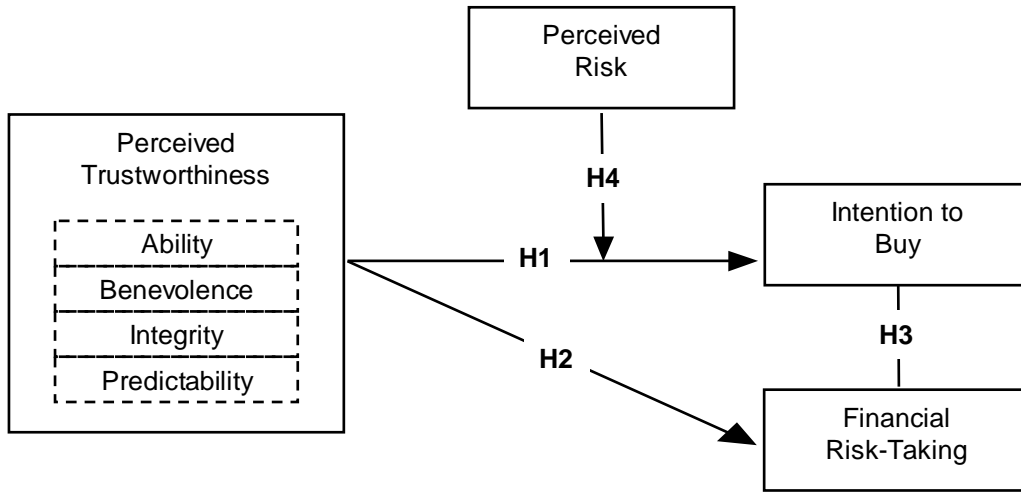 Perceived
Risk
Perceived
Trustworthiness
H4
Ability
Benevolence
Integrity
Predictability
H1
Intention to
Buy
H2
H3
Financial
Risk-Taking